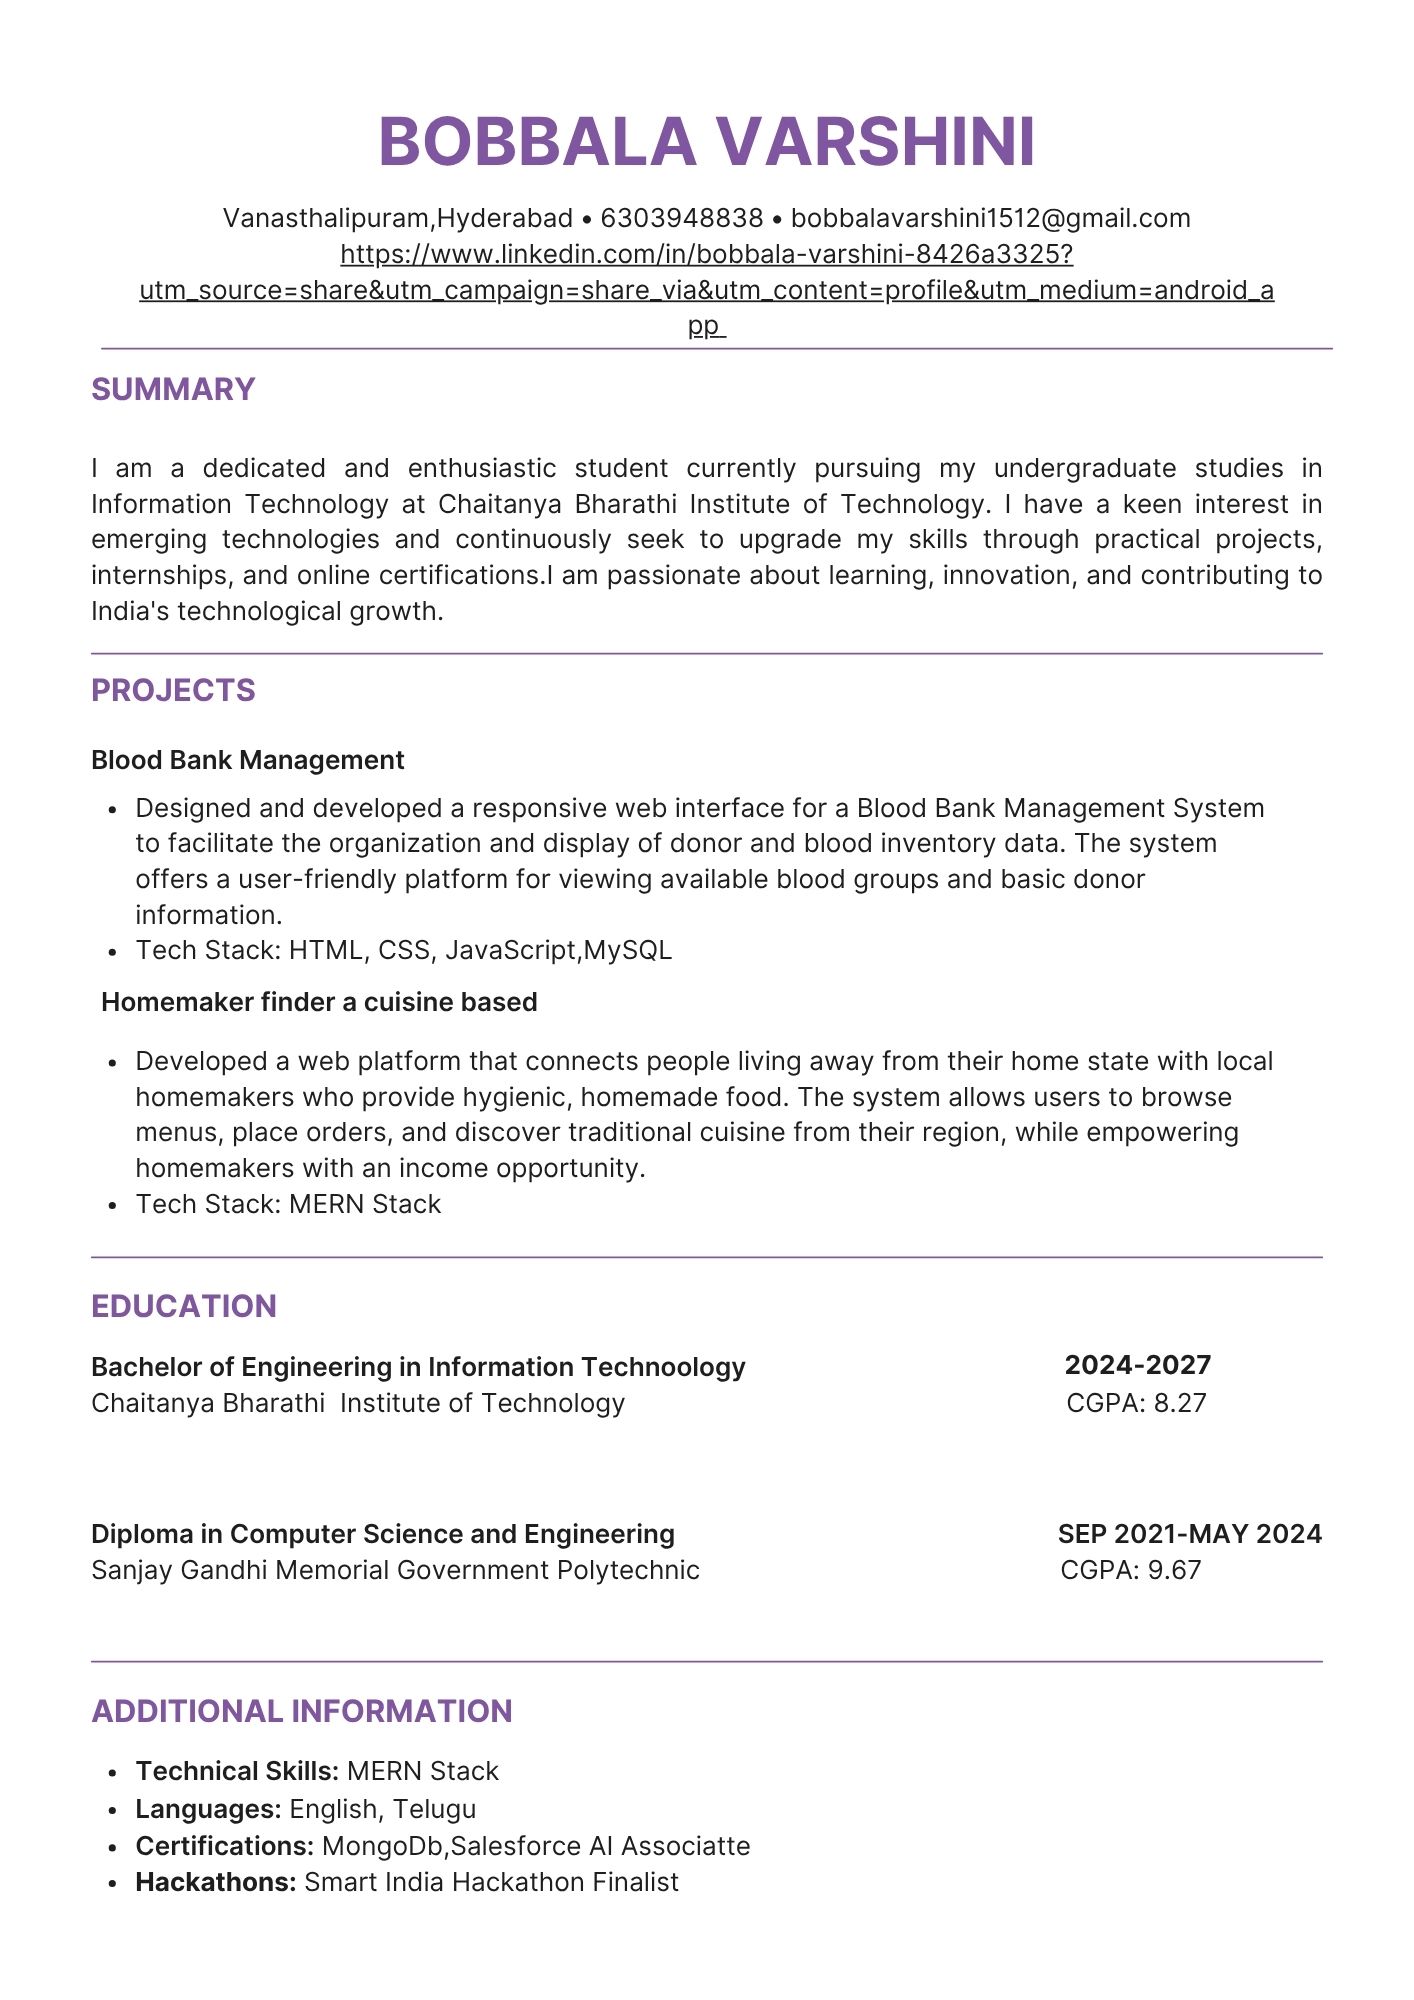 BOBBALA VARSHINI
Vanasthalipuram,Hyderabad • 6303948838 • bobbalavarshini1512@gmail.com
https://www.linkedin.com/in/bobbala-varshini-8426a3325?
utm_source=share&utm_campaign=share_via&utm_content=profile&utm_medium=android_a
pp
SUMMARY
I am a dedicated and enthusiastic student currently pursuing my undergraduate studies in
Information Technology at Chaitanya Bharathi Institute of Technology. I have a keen interest in
emerging technologies and continuously seek to upgrade my skills through practical projects,
internships, and online certifications.I am passionate about learning, innovation, and contributing to
India's technological growth.
PROJECTS
Blood Bank Management
• Designed and developed a responsive web interface for a Blood Bank Management System
to facilitate the organization and display of donor and blood inventory data. The system
offers a user-friendly platform for viewing available blood groups and basic donor
information.
• Tech Stack: HTML, CSS, JavaScript,MySQL
Homemaker finder a cuisine based
• Developed a web platform that connects people living away from their home state with local
homemakers who provide hygienic, homemade food. The system allows users to browse
menus, place orders, and discover traditional cuisine from their region, while empowering
homemakers with an income opportunity.
• Tech Stack: MERN Stack
EDUCATION
Bachelor of Engineering in Information Technoology 2024-2027
Chaitanya Bharathi Institute of Technology CGPA: 8.27
Diploma in Computer Science and Engineering SEP 2021-MAY 2024
Sanjay Gandhi Memorial Government Polytechnic CGPA: 9.67
ADDITIONAL INFORMATION
• Technical Skills: MERN Stack
• Languages: English, Telugu
• Certifications: MongoDb,Salesforce AI Associatte
• Hackathons: Smart India Hackathon Finalist